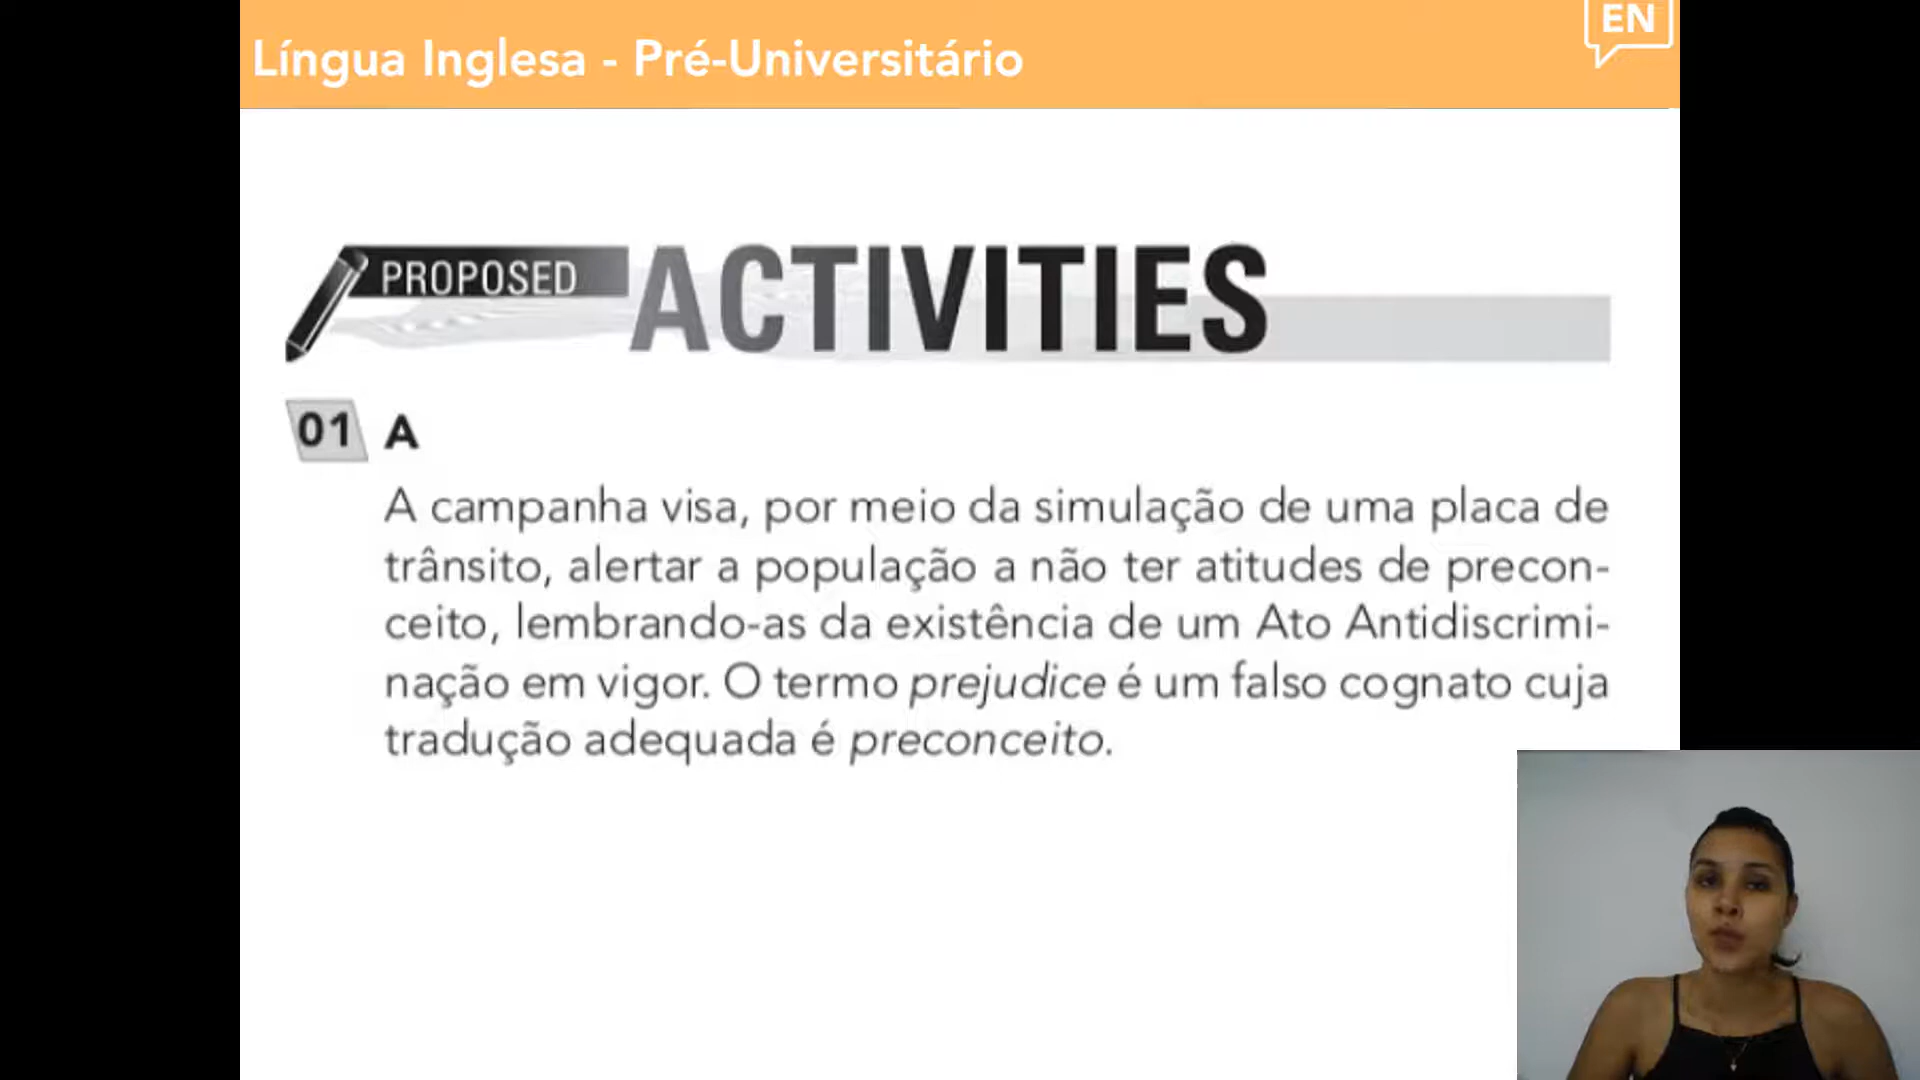 EN
Língua Inglesa - Pré-Universitário
PROPOSED ACTIVITIES
01 A
A campanha visa, por meio da simulação de uma placa de
trânsito, alertar a população a não ter atitudes de precon-
ceito, lembrando-as da existência de um Ato Antidiscrimi-
nação em vigor. O termo prejudice é um falso cognato cuja
tradução adequada é preconceito.